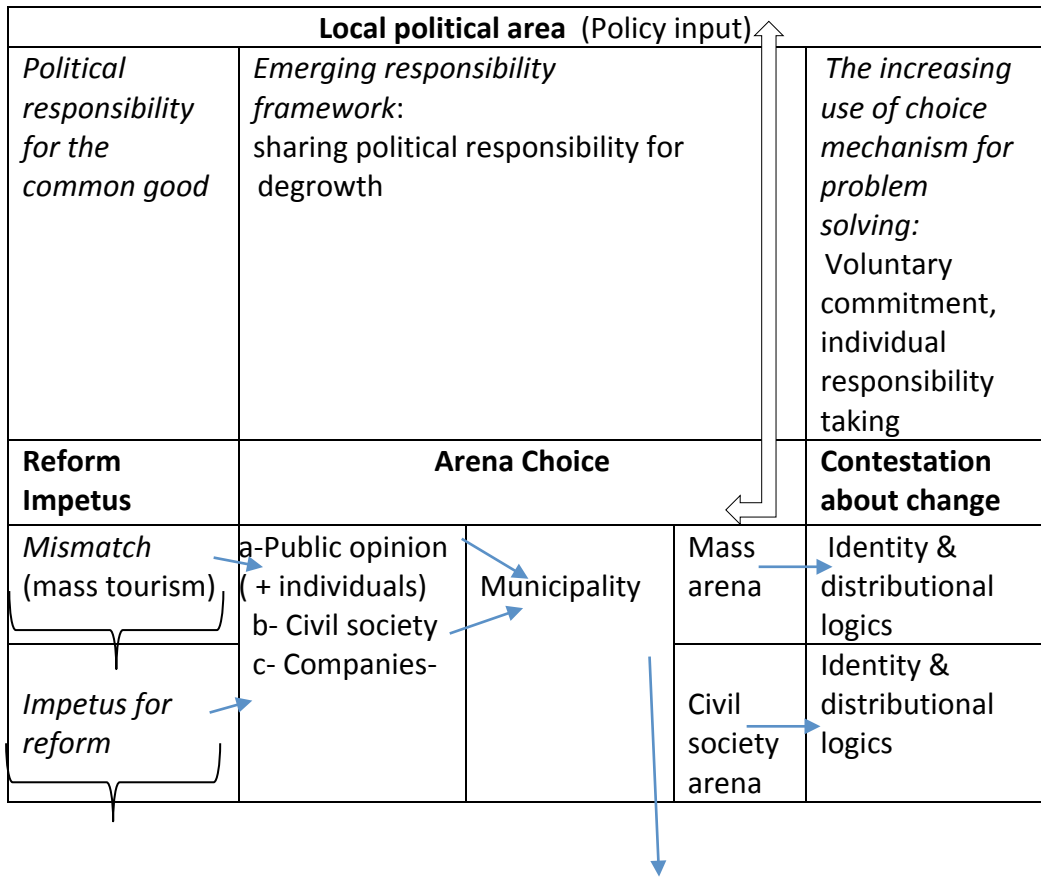 Local political area (Policy input)
Political
responsibility
for the
common good
Emerging responsibility
framework:
sharing political responsibility for
degrowth
The increasing
use of choice
mechanism for
problem
solving:
Voluntary
commitment,
individual
responsibility
taking
Reform
Impetus
Arena Choice
Contestation
about change
Mismatch
(mass tourism)
a-Public opinion
( + individuals)
b- Civil society
c- Companies-
Municipality
Mass
arena
Identity &
distributional
logics
Impetus for
reform
Civil
society
arena
Identity &
distributional
logics